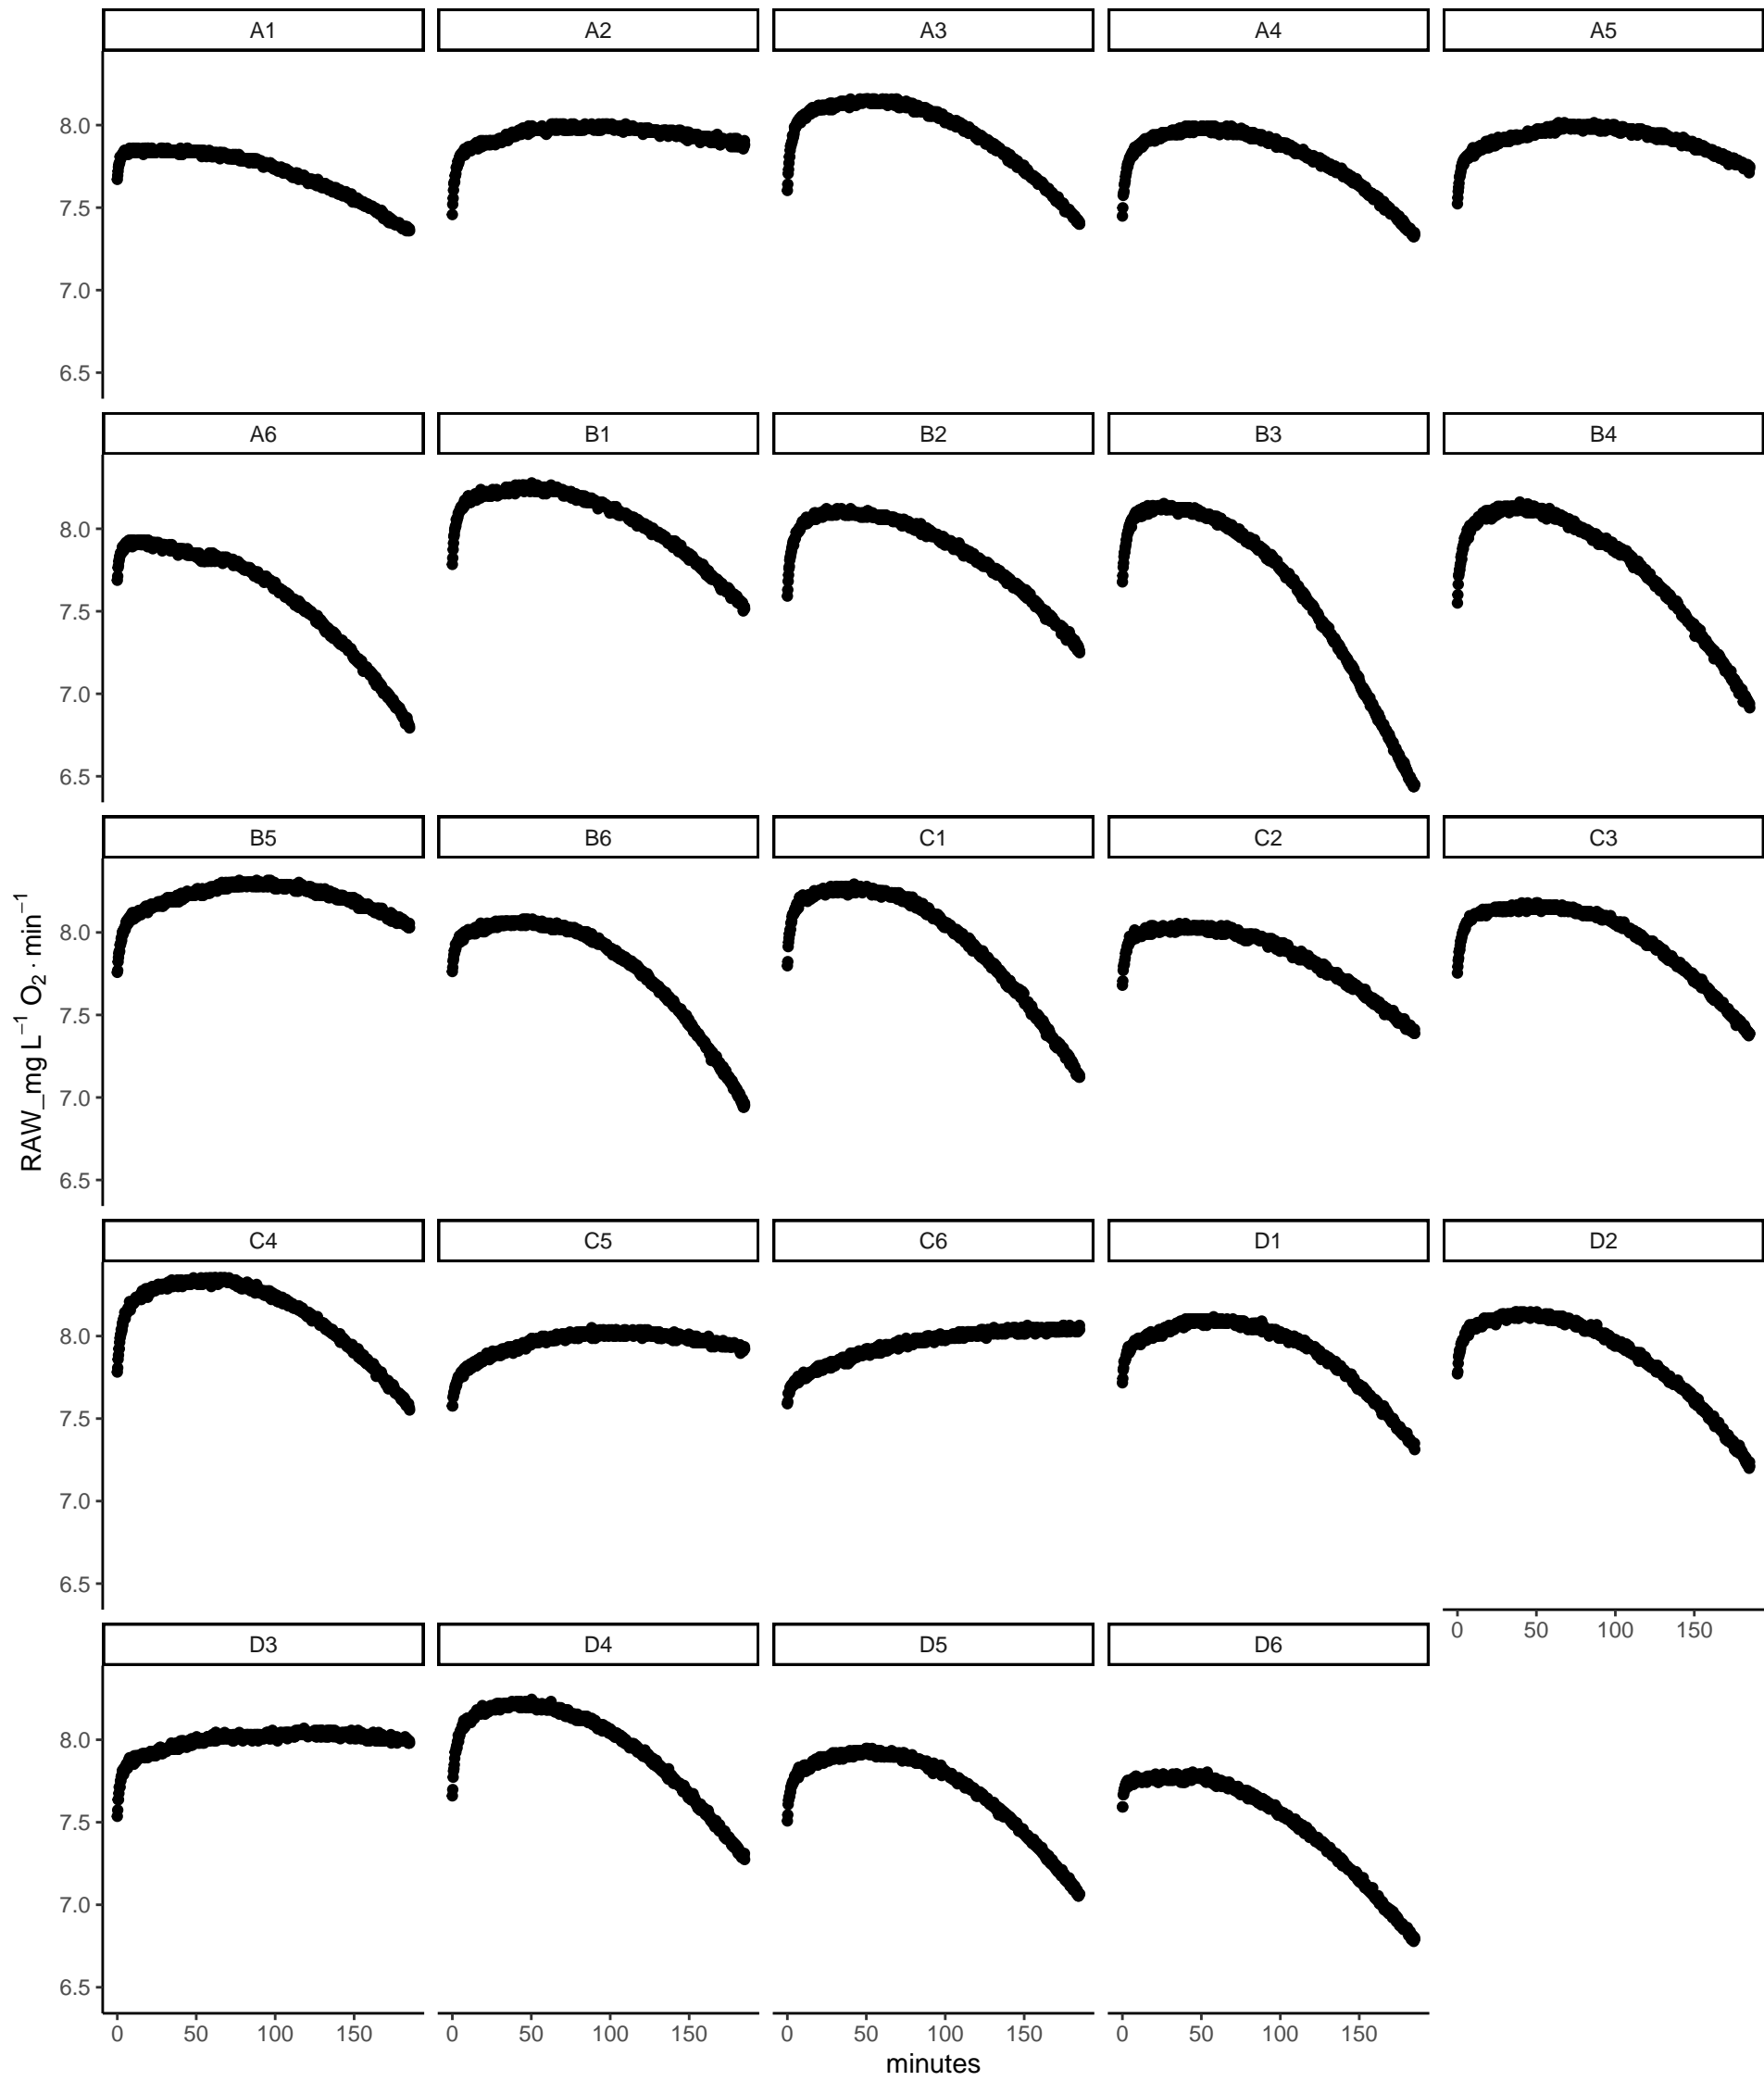 A1 A2 A3 A4 A5
8.0
7.5
7.0
6.5
A6 B1 B2 B3 B4
8.0
7.5
7.0
6.5
B5 B6 C1 C2 C3
8.0
7.5
7.0
6.5
RAW_mg L⁻¹ O₂ · min⁻¹
C4 C5 C6 D1 D2
8.0
7.5
7.0
6.5
0 50 100 150
D3 D4 D5 D6
8.0
7.5
7.0
6.5
0 50 100 150 0 50 100 150 0 50 100 150 0 50 100 150
minutes